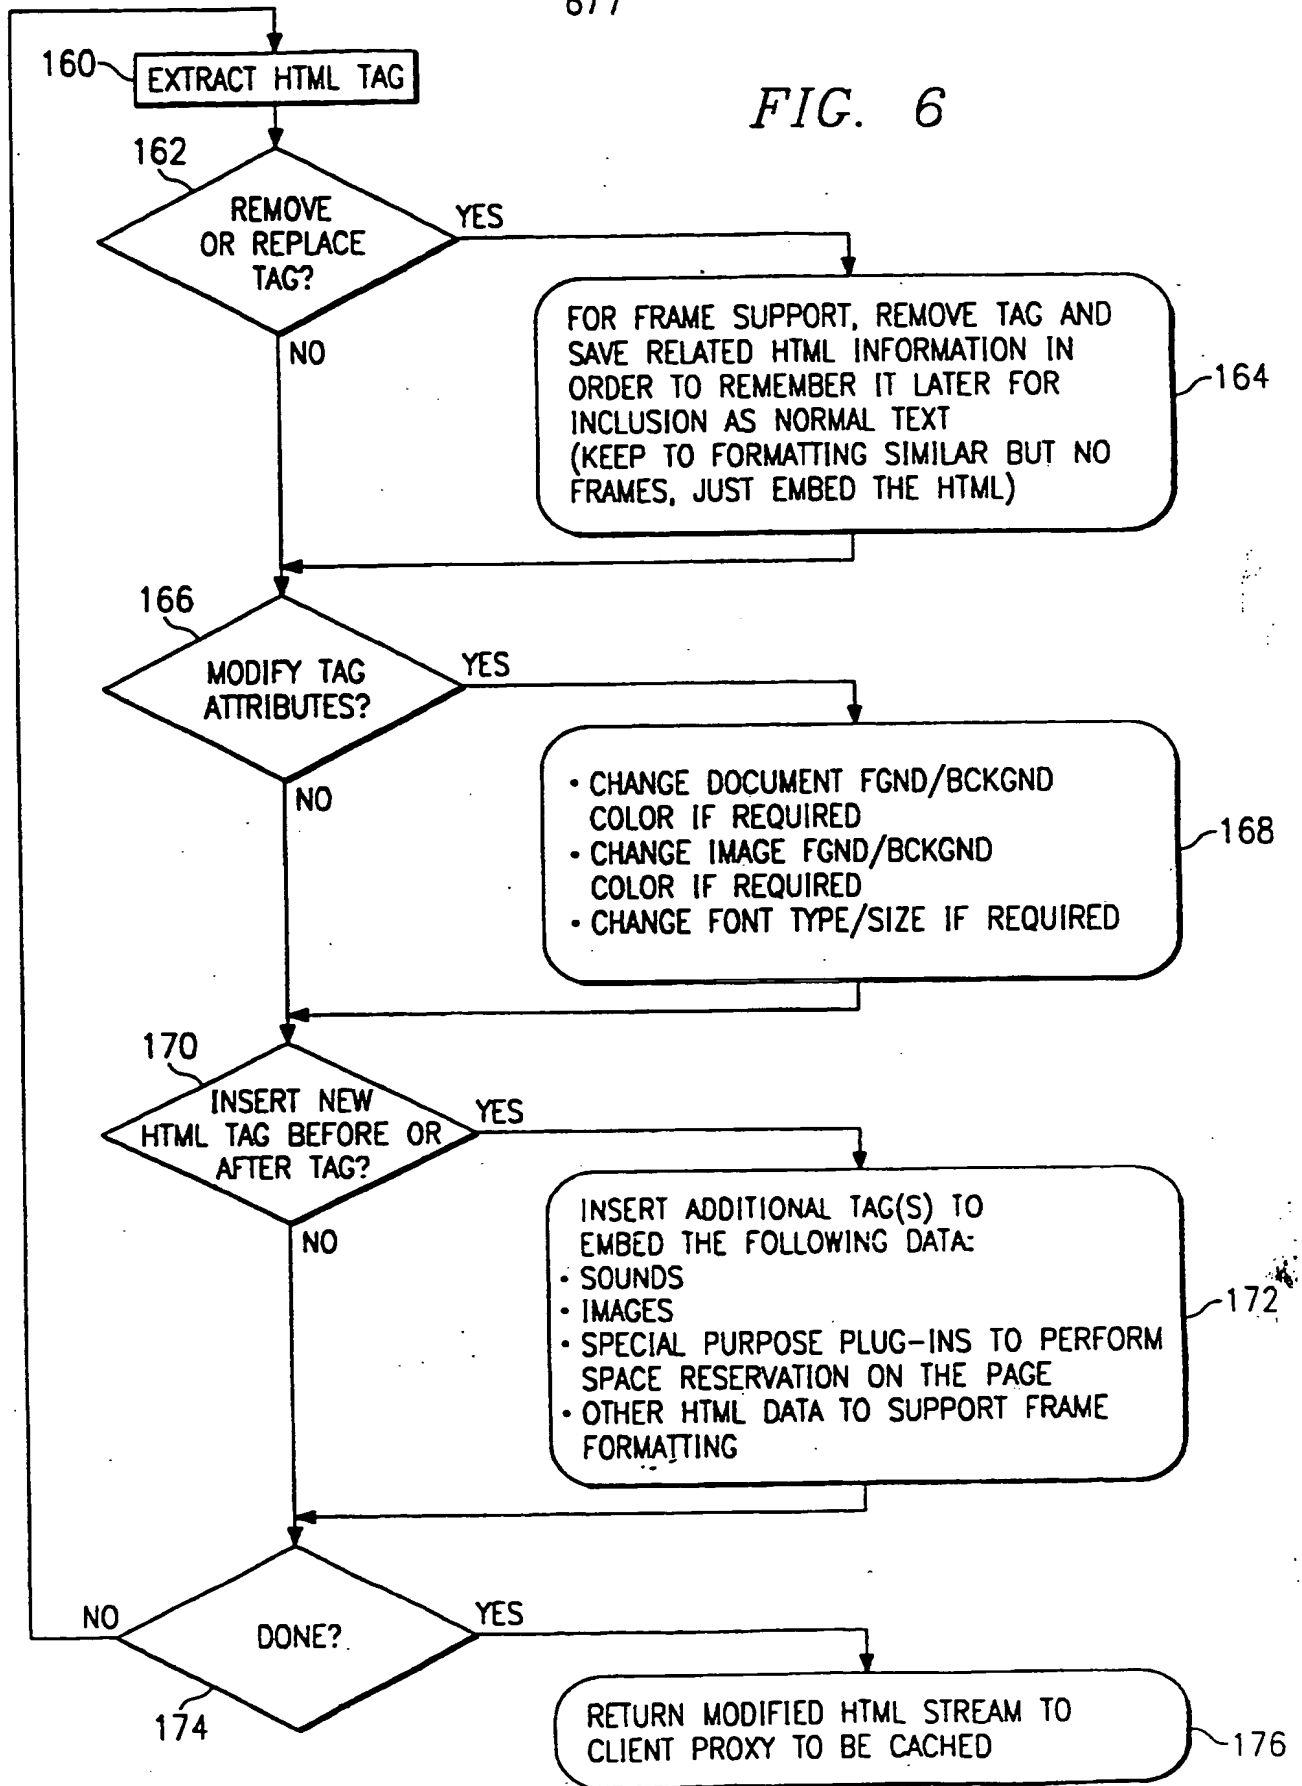 160
EXTRACT HTML TAG
FIG. 6
162
REMOVE
OR REPLACE
TAG?
YES
NO
FOR FRAME SUPPORT, REMOVE TAG AND
SAVE RELATED HTML INFORMATION IN
ORDER TO REMEMBER IT LATER FOR
INCLUSION AS NORMAL TEXT
(KEEP TO FORMATTING SIMILAR BUT NO
FRAMES, JUST EMBED THE HTML)
164
166
MODIFY TAG
ATTRIBUTES?
YES
NO
• CHANGE DOCUMENT FGND/BCKGND
COLOR IF REQUIRED
• CHANGE IMAGE FGND/BCKGND
COLOR IF REQUIRED
• CHANGE FONT TYPE/SIZE IF REQUIRED
168
170
INSERT NEW
HTML TAG BEFORE OR
AFTER TAG?
YES
NO
INSERT ADDITIONAL TAG(S) TO
EMBED THE FOLLOWING DATA:
• SOUNDS
• IMAGES
• SPECIAL PURPOSE PLUG-INS TO PERFORM
SPACE RESERVATION ON THE PAGE
• OTHER HTML DATA TO SUPPORT FRAME
FORMATTING
172
NO
DONE?
YES
174
RETURN MODIFIED HTML STREAM TO
CLIENT PROXY TO BE CACHED
176